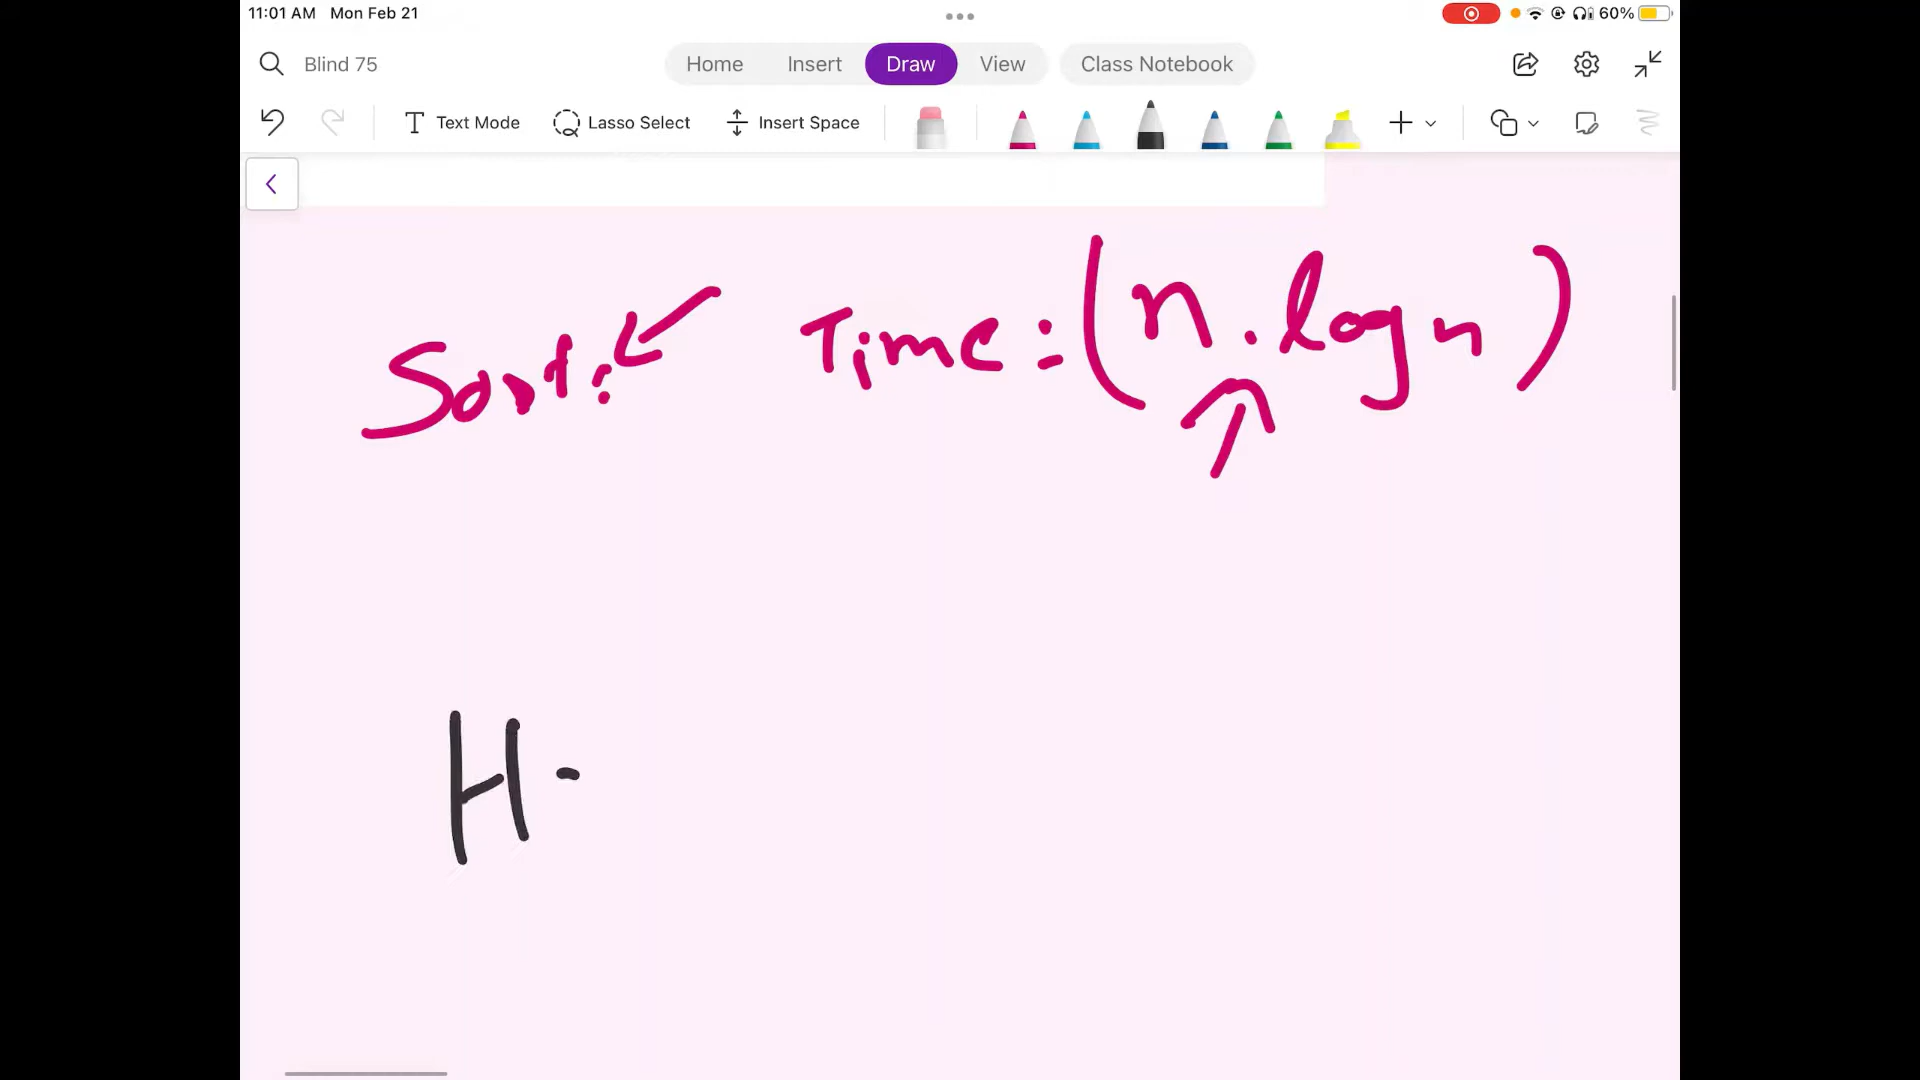 11:01 AM Mon Feb 21
60%
Blind 75
Home Insert Draw View Class Notebook
Text Mode Lasso Select Insert Space
Sort: Time: (n.logn)
H-